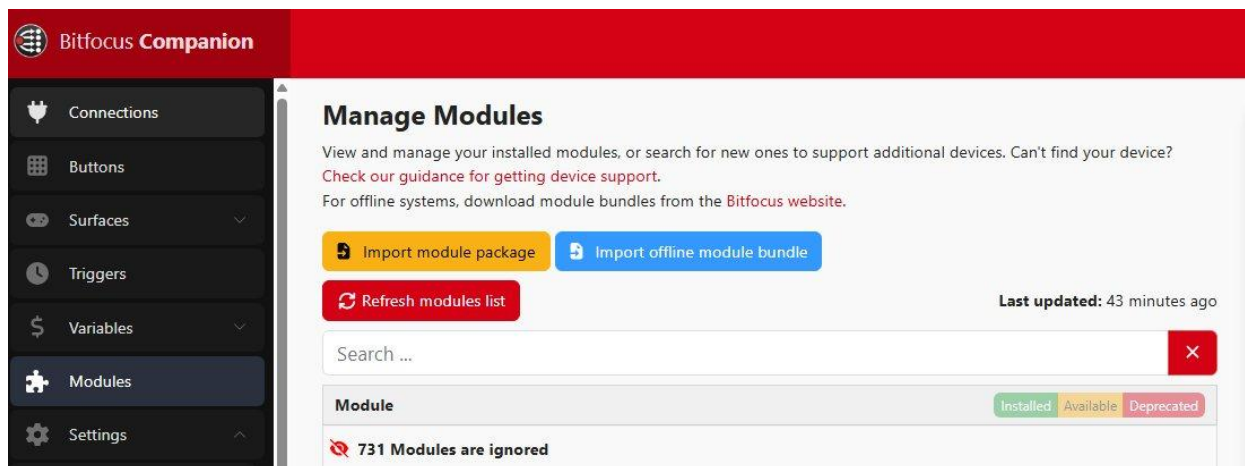 Bitfocus Companion
Connections
Buttons
Surfaces
Triggers
Variables
Modules
Settings
Manage Modules
View and manage your installed modules, or search for new ones to support additional devices. Can't find your device?
Check our guidance for getting device support.
For offline systems, download module bundles from the Bitfocus website.
Import module package Import offline module bundle
Refresh modules list Last updated: 43 minutes ago
Search ...
Module Installed Available Deprecated
731 Modules are ignored